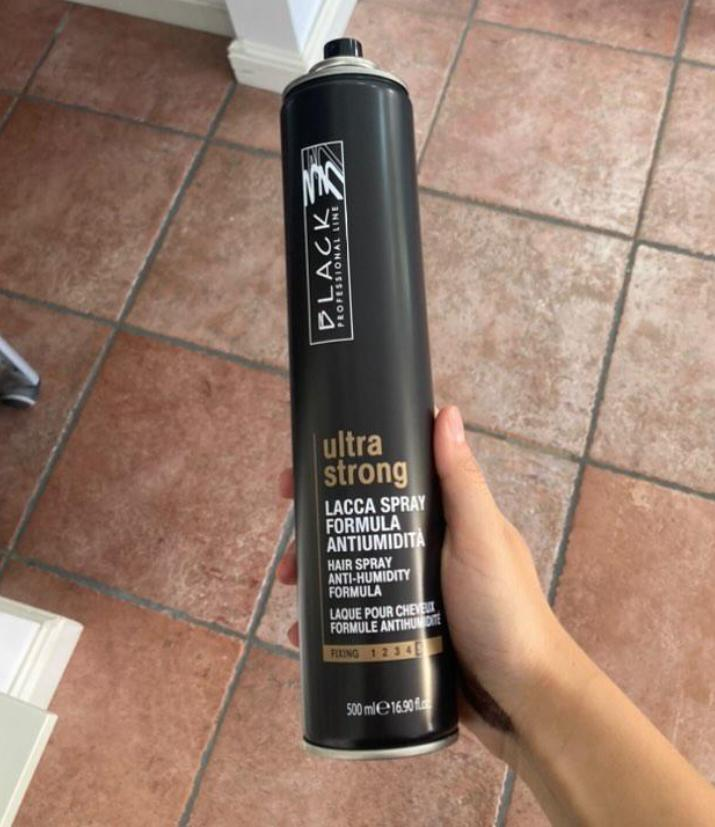 BLACK
PROFESSIONAL LINE
ultra
strong
LACCA SPRAY
FORMULA
ANTIUMIDITÀ
HAIR SPRAY
ANTI-HUMIDITY
FORMULA
LAQUE POUR CHEVEUX
FORMULE ANTIHUMIDITÉ
FIXING 1 2 3 4 5
500 ml℮16.90 fl.oz.